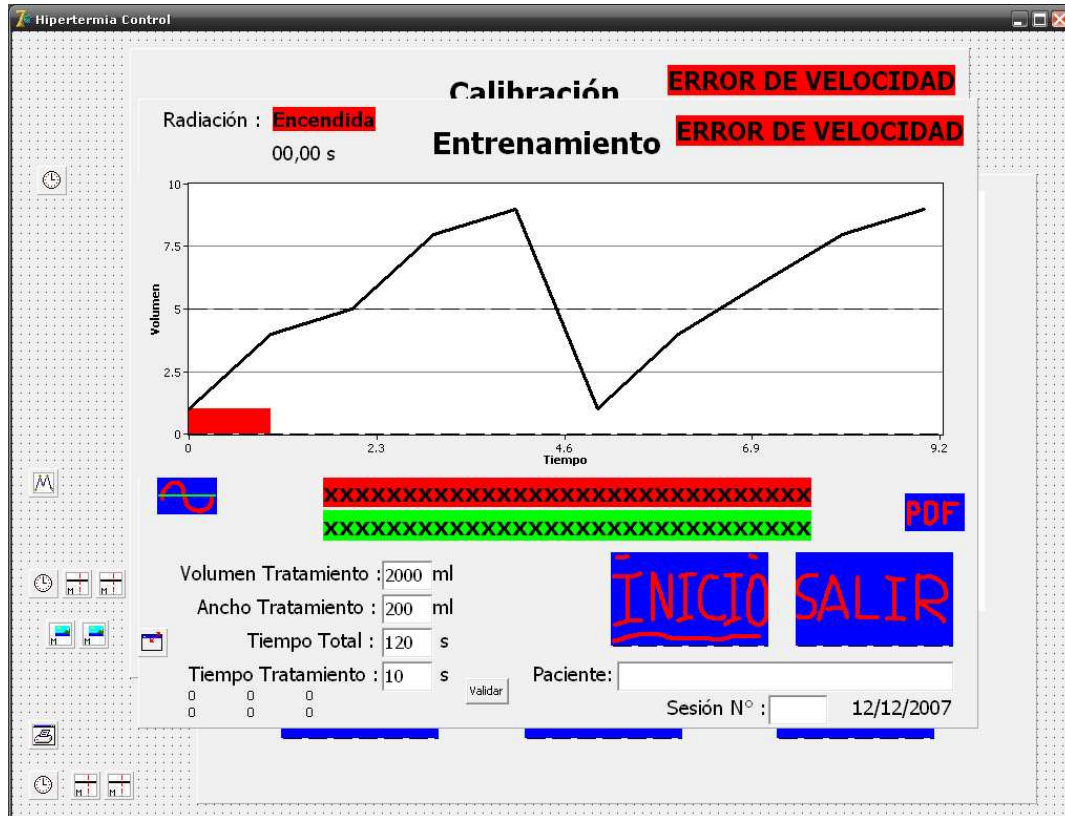 Hipertermia Control
Calibración ERROR DE VELOCIDAD
Radiación : Encendida
Entrenamiento ERROR DE VELOCIDAD
00,00 s
10
7.5
5
2.5
0
Volumen
0 2.3 4.6 6.9 9.2
Tiempo
XXXXXXXXXXXXXXXXXXXXXXXXXXXXXXX
XXXXXXXXXXXXXXXXXXXXXXXXXXXXXXX
PDF
Volumen Tratamiento : 2000 ml
Ancho Tratamiento : 200 ml
Tiempo Total : 120 s
Tiempo Tratamiento : 10 s
INICIO SALIR
Validar
Paciente:
0 0 0
0 0 0
Sesión N° : 12/12/2007